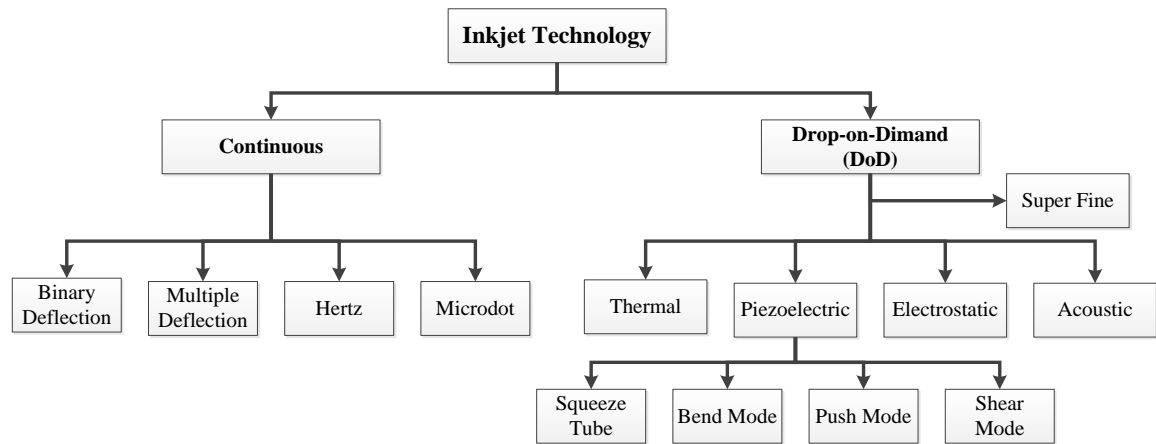 Inkjet Technology
Continuous
Drop-on-Dimand
(DoD)
Super Fine
Binary
Deflection
Multiple
Deflection
Hertz
Microdot
Thermal
Piezoelectric
Electrostatic
Acoustic
Squeeze
Tube
Bend Mode
Push Mode
Shear
Mode